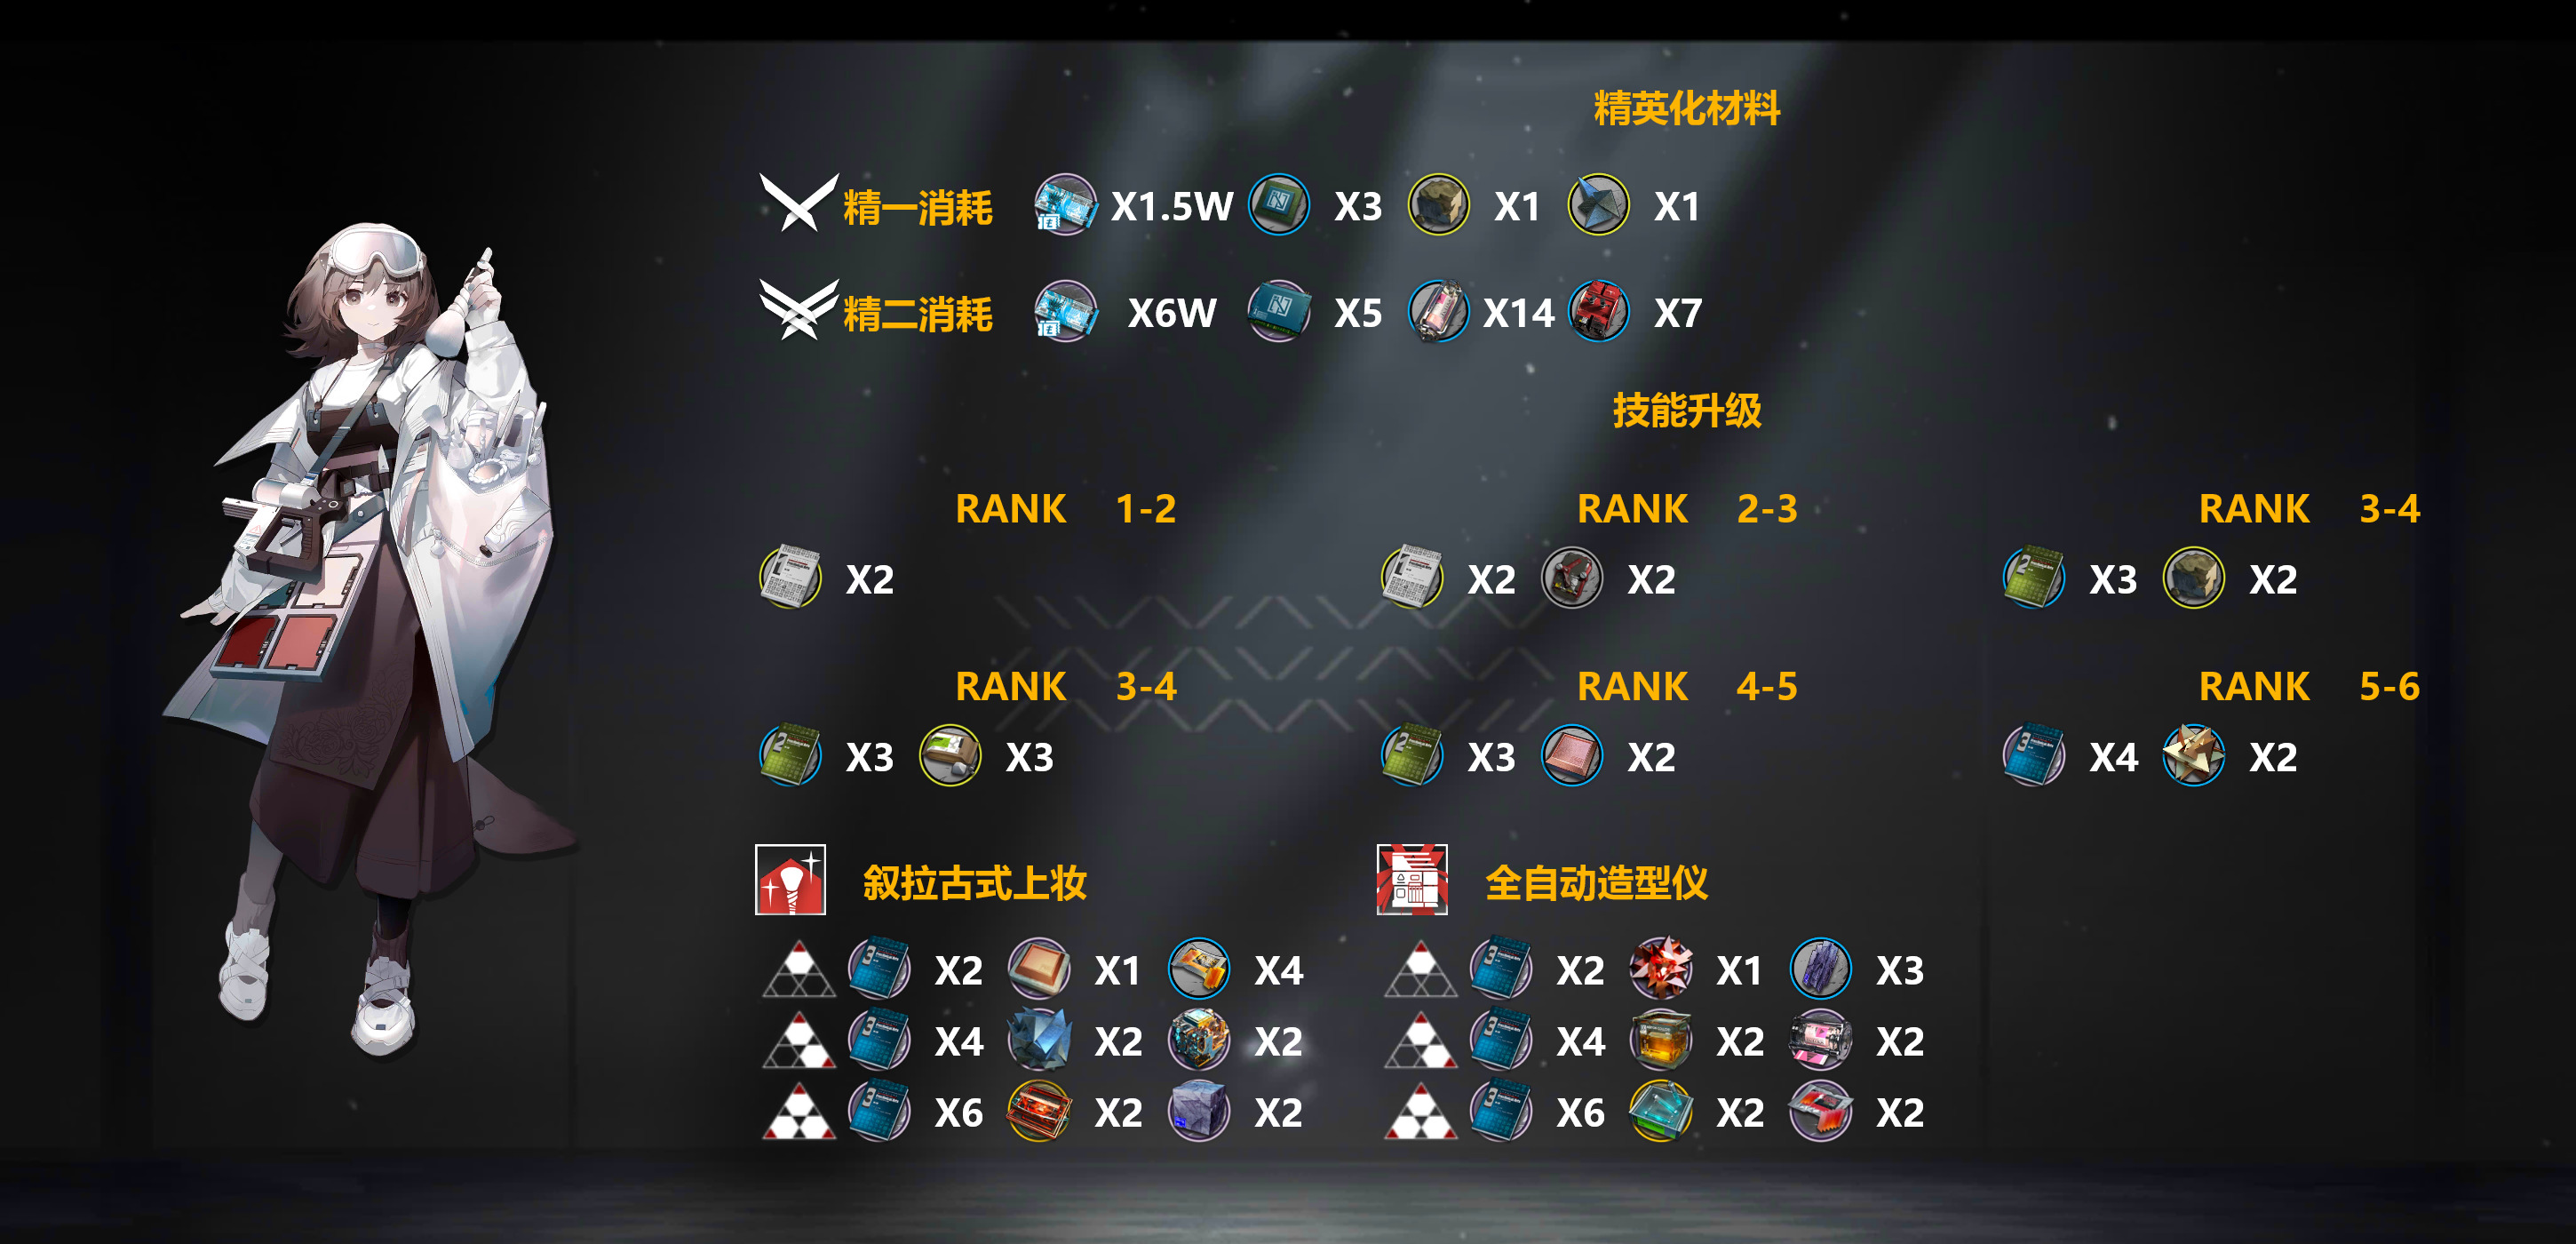 精英化材料
精一消耗 X1.5W X3 X1 X1
精二消耗 X6W X5 X14 X7
技能升级
RANK 1-2 RANK 2-3 RANK 3-4
X2 X2 X2 X3 X2
RANK 3-4 RANK 4-5 RANK 5-6
X3 X3 X3 X2 X4 X2
叙拉古式上妆 全自动造型仪
X2 X1 X4 X2 X1 X3
X4 X2 X2 X4 X2 X2
X6 X2 X2 X6 X2 X2